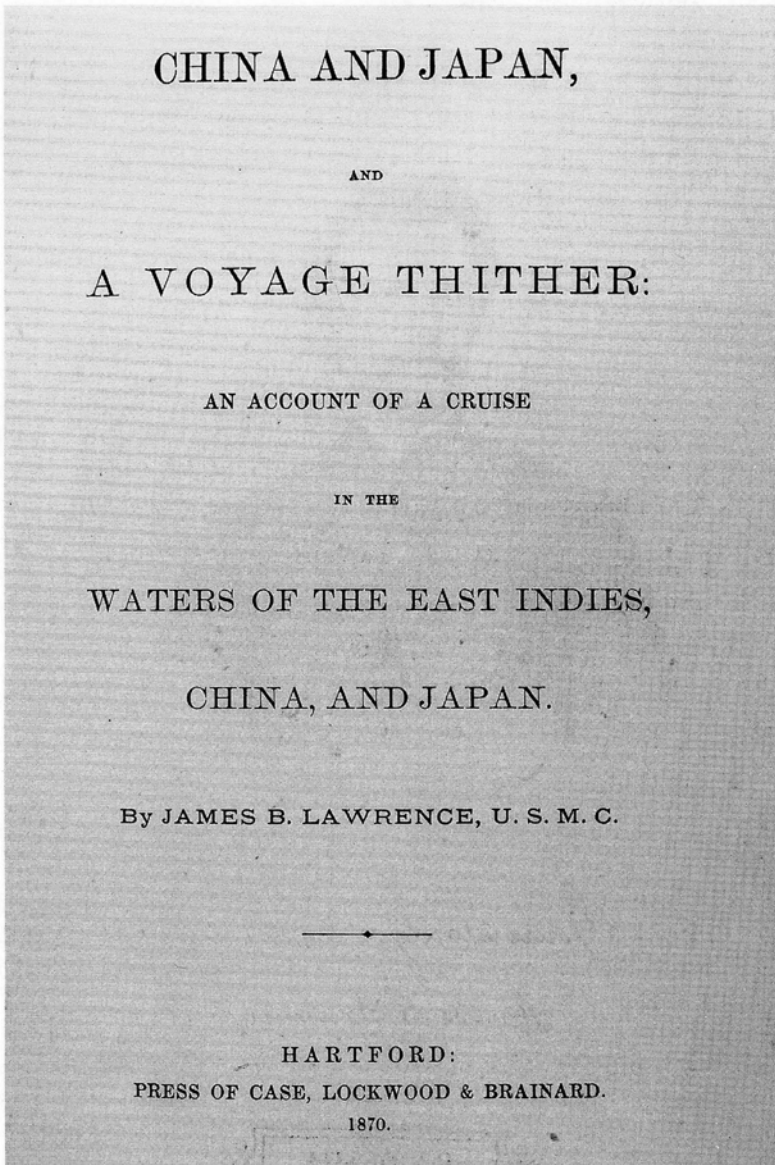 CHINA AND JAPAN,
AND
A VOYAGE THITHER:
AN ACCOUNT OF A CRUISE
IN THE
WATERS OF THE EAST INDIES,
CHINA, AND JAPAN.
By JAMES B. LAWRENCE, U. S. M. C.
HARTFORD:
PRESS OF CASE, LOCKWOOD & BRAINARD.
1870.